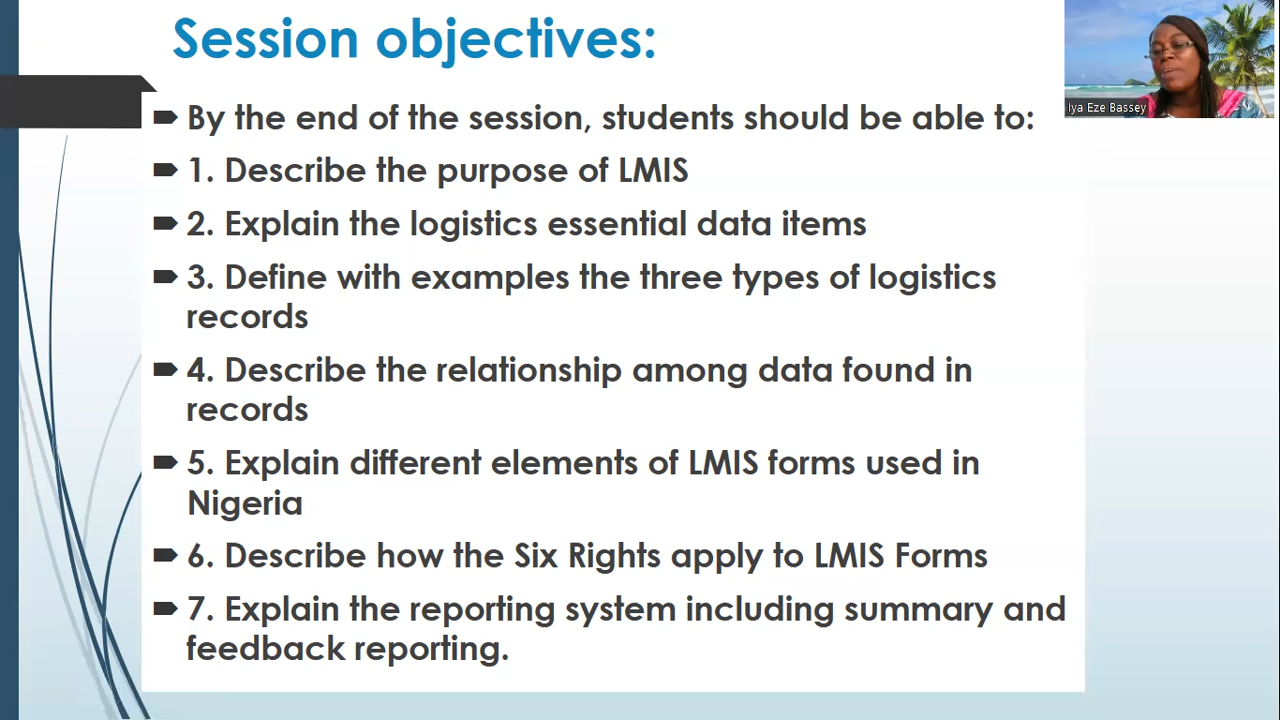 Session objectives:
Iya Eze Bassey
By the end of the session, students should be able to:
1. Describe the purpose of LMIS
2. Explain the logistics essential data items
3. Define with examples the three types of logistics
records
4. Describe the relationship among data found in
records
5. Explain different elements of LMIS forms used in
Nigeria
6. Describe how the Six Rights apply to LMIS Forms
7. Explain the reporting system including summary and
feedback reporting.